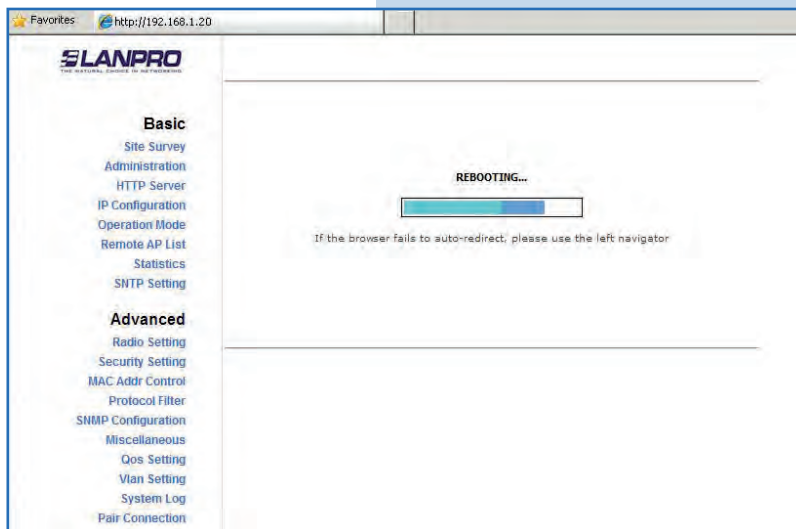 Favorites http://192.168.1.20
LANPRO
THE NATURAL CHOICE IN NETWORKING
Basic
Site Survey
Administration
HTTP Server
IP Configuration
Operation Mode
Remote AP List
Statistics
SNTP Setting
Advanced
Radio Setting
Security Setting
MAC Addr Control
Protocol Filter
SNMP Configuration
Miscellaneous
Qos Setting
Vlan Setting
System Log
Pair Connection
REBOOTING...
If the browser fails to auto-redirect, please use the left navigator